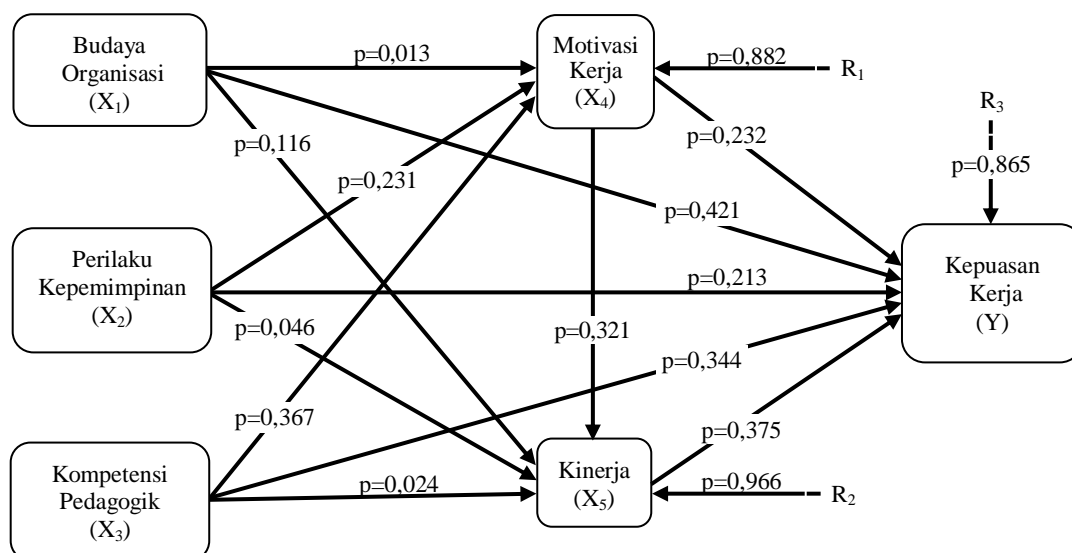 Budaya
Organisasi
(X1)
p=0,013
Motivasi
Kerja
(X4)
p=0,882
R1
R3
p=0,116
p=0,231
p=0,232
p=0,865
p=0,421
Perilaku
Kepemimpinan
(X2)
p=0,213
Kepuasan
Kerja
(Y)
p=0,046
p=0,321
p=0,344
p=0,367
p=0,375
Kompetensi
Pedagogik
(X3)
p=0,024
Kinerja
(X5)
p=0,966
R2